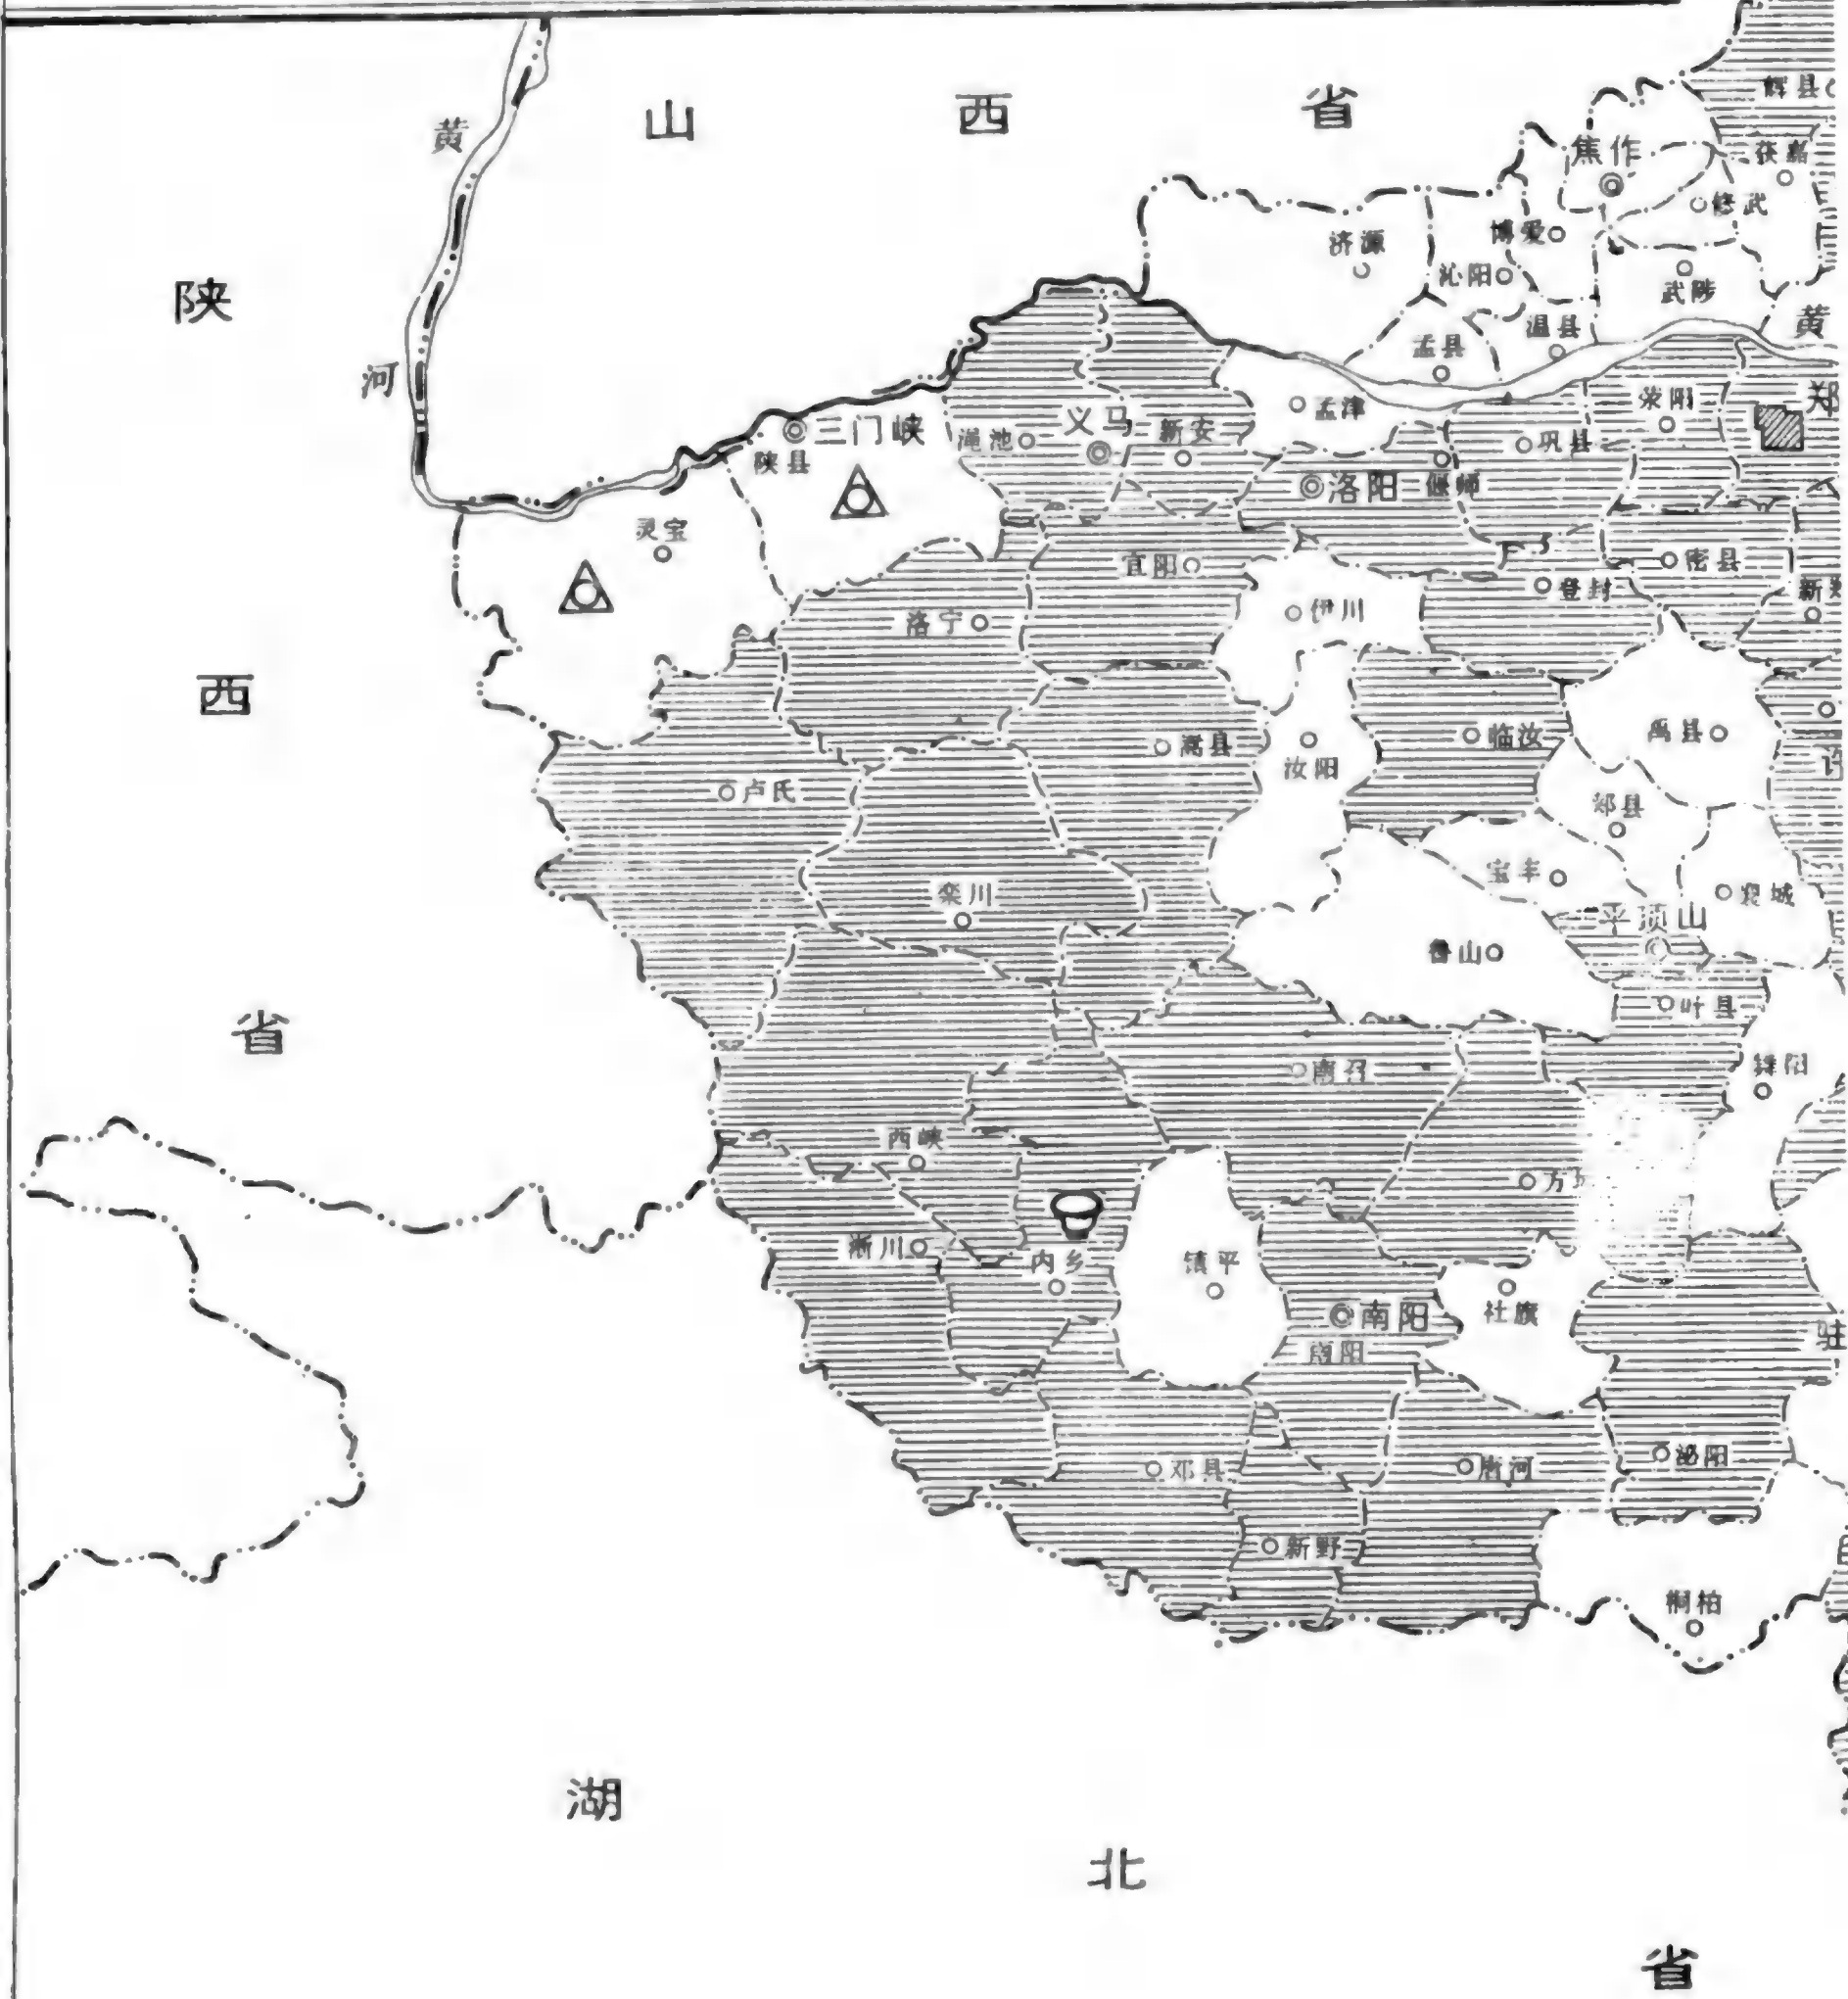 山 西 省
陕 西 省
湖 北 省
黄 河
黄
辉县
焦作
获嘉
修武
博爱
济源
沁阳
武陟
温县
孟县
孟津
荥阳
郑
三门峡
陕县
渑池
义马
新安
巩县
洛阳
偃师
灵宝
宜阳
密县
登封
新
洛宁
伊川
嵩县
临汝
禹县
汝阳
卢氏
郏县
宝丰
襄城
栾川
平顶山
鲁山
叶县
舞阳
南召
西峡
方
淅川
内乡
镇平
南阳
南阳
社旗
驻
邓县
唐河
泌阳
新野
桐柏